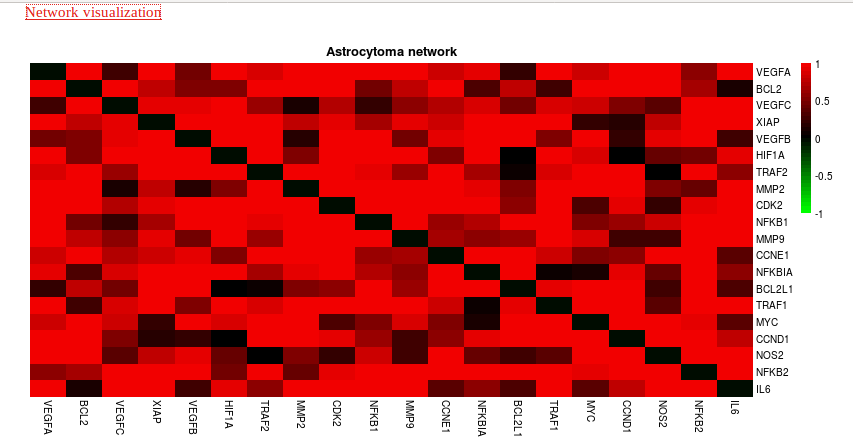 Network visualization
Astrocytoma network
VEGFA
BCL2
VEGFC
XIAP
VEGFB
HIF1A
TRAF2
MMP2
CDK2
NFKB1
MMP9
CCNE1
NFKBIA
BCL2L1
TRAF1
MYC
CCND1
NOS2
NFKB2
IL6
1
0.5
0
-0.5
-1
VEGFA
BCL2
VEGFC
XIAP
VEGFB
HIF1A
TRAF2
MMP2
CDK2
NFKB1
MMP9
CCNE1
NFKBIA
BCL2L1
TRAF1
MYC
CCND1
NOS2
NFKB2
IL6